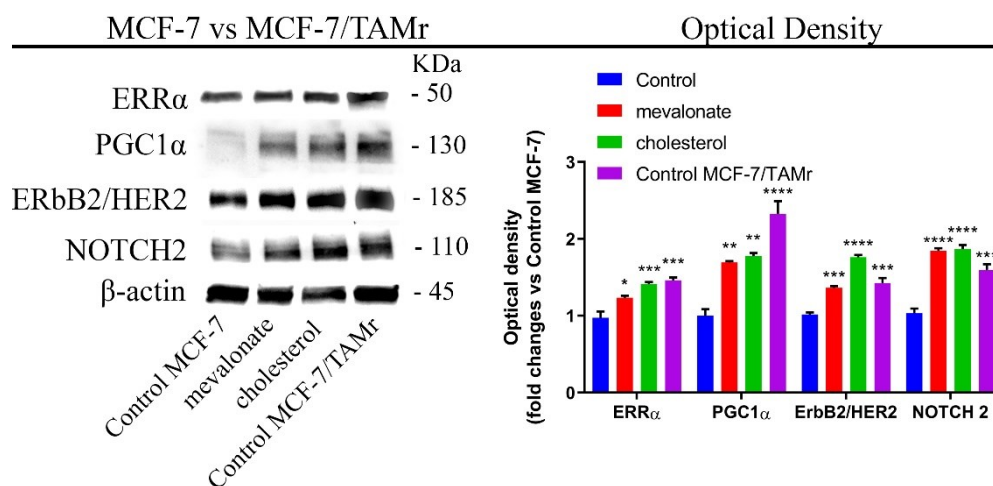 MCF-7 vs MCF-7/TAMr
Optical Density
KDa
ERRα
- 50
PGC1α
- 130
ERbB2/HER2
- 185
NOTCH2
- 110
β-actin
- 45
Control MCF-7
mevalonate
cholesterol
Control MCF-7/TAMr
Control
mevalonate
cholesterol
Control MCF-7/TAMr
Optical density
(fold changes vs Control MCF-7)
3
2
1
0
*
***
***
**
**
****
***
****
***
****
****
***
ERRα
PGC1α
ErbB2/HER2
NOTCH 2